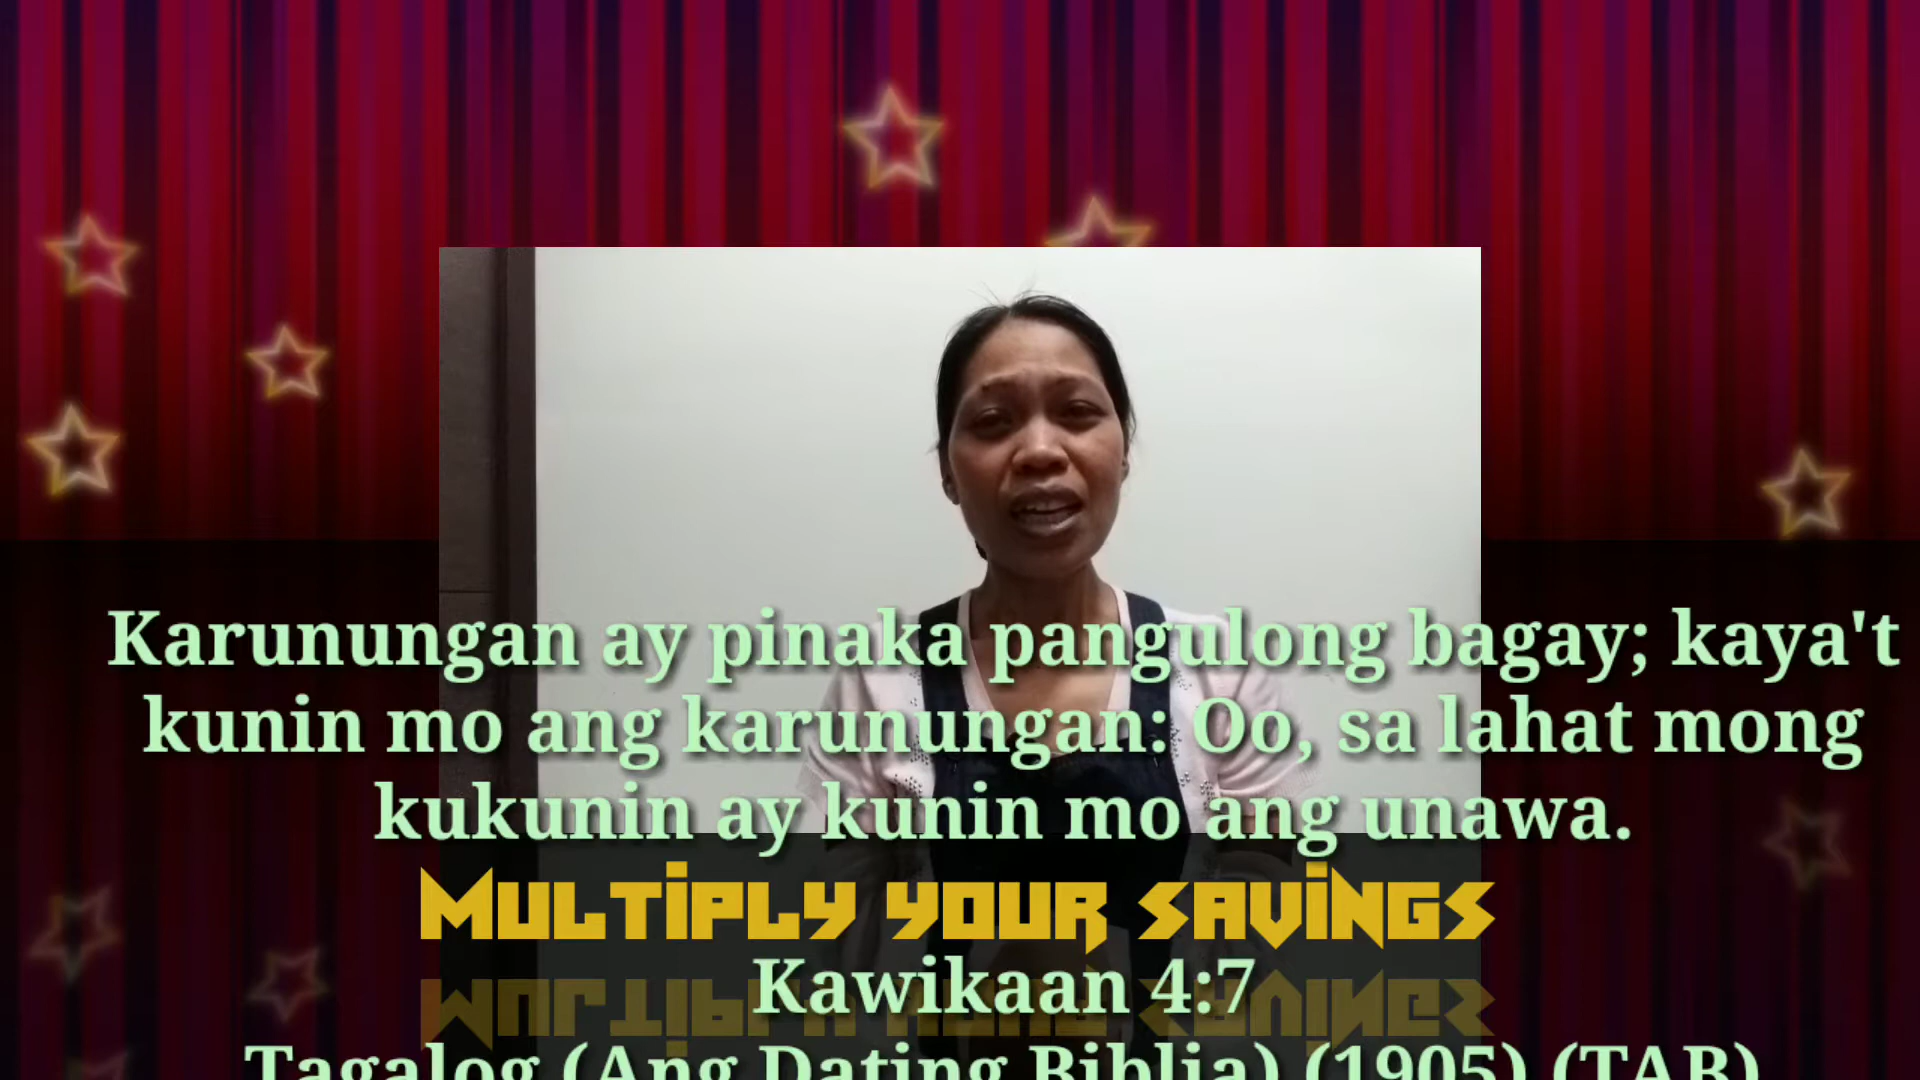 Karunungan ay pinaka pangulong bagay; kaya't
kunin mo ang karunungan: Oo, sa lahat mong
kukunin ay kunin mo ang unawa.
MULTIPLY YOUR SAVINGS
Kawikaan 4:7
Tagalog (Ang Dating Biblia) (1905) (TAB)